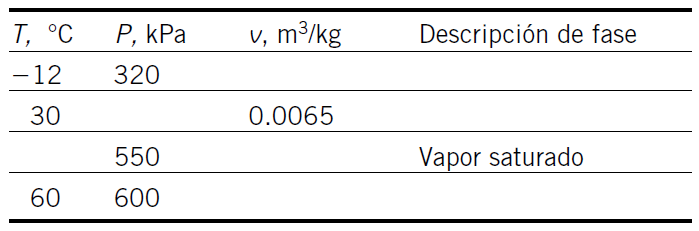 T, °C P, kPa v, m³/kg Descripción de fase
−12 320
30 0.0065
550 Vapor saturado
60 600